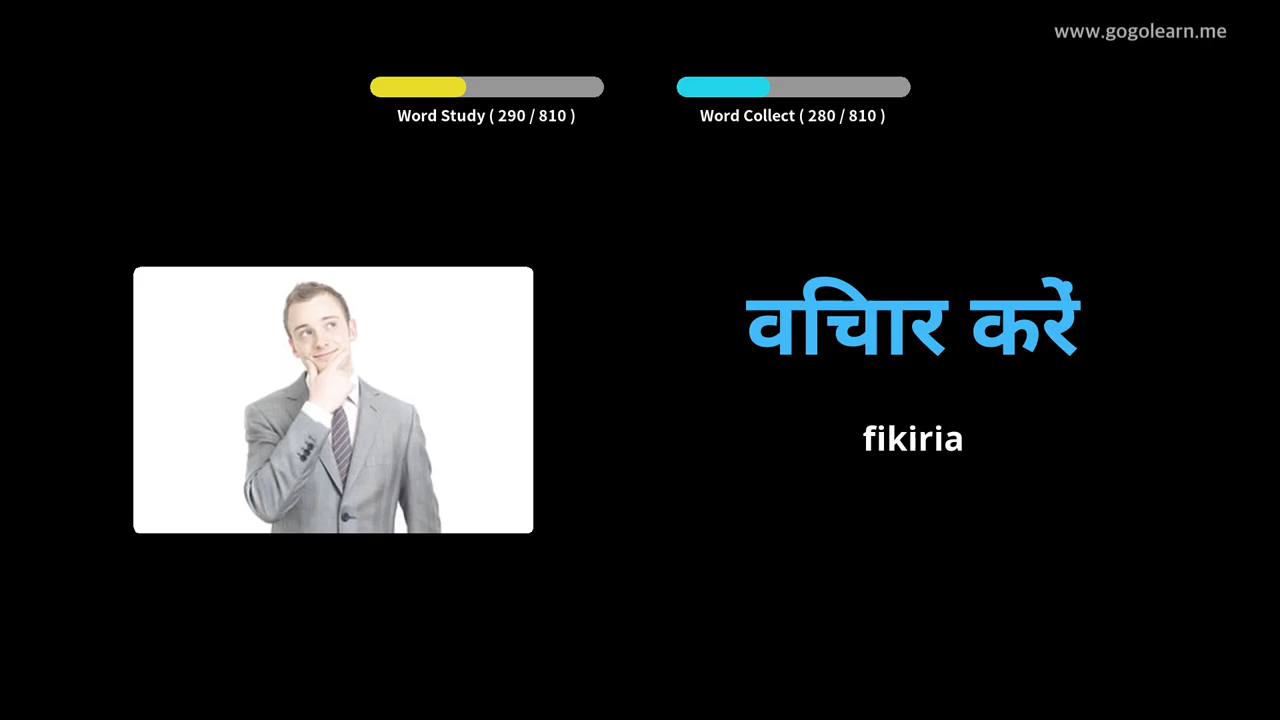 www.gogolearn.me
Word Study ( 290 / 810 )
Word Collect ( 280 / 810 )
वचिार करें
fikiria